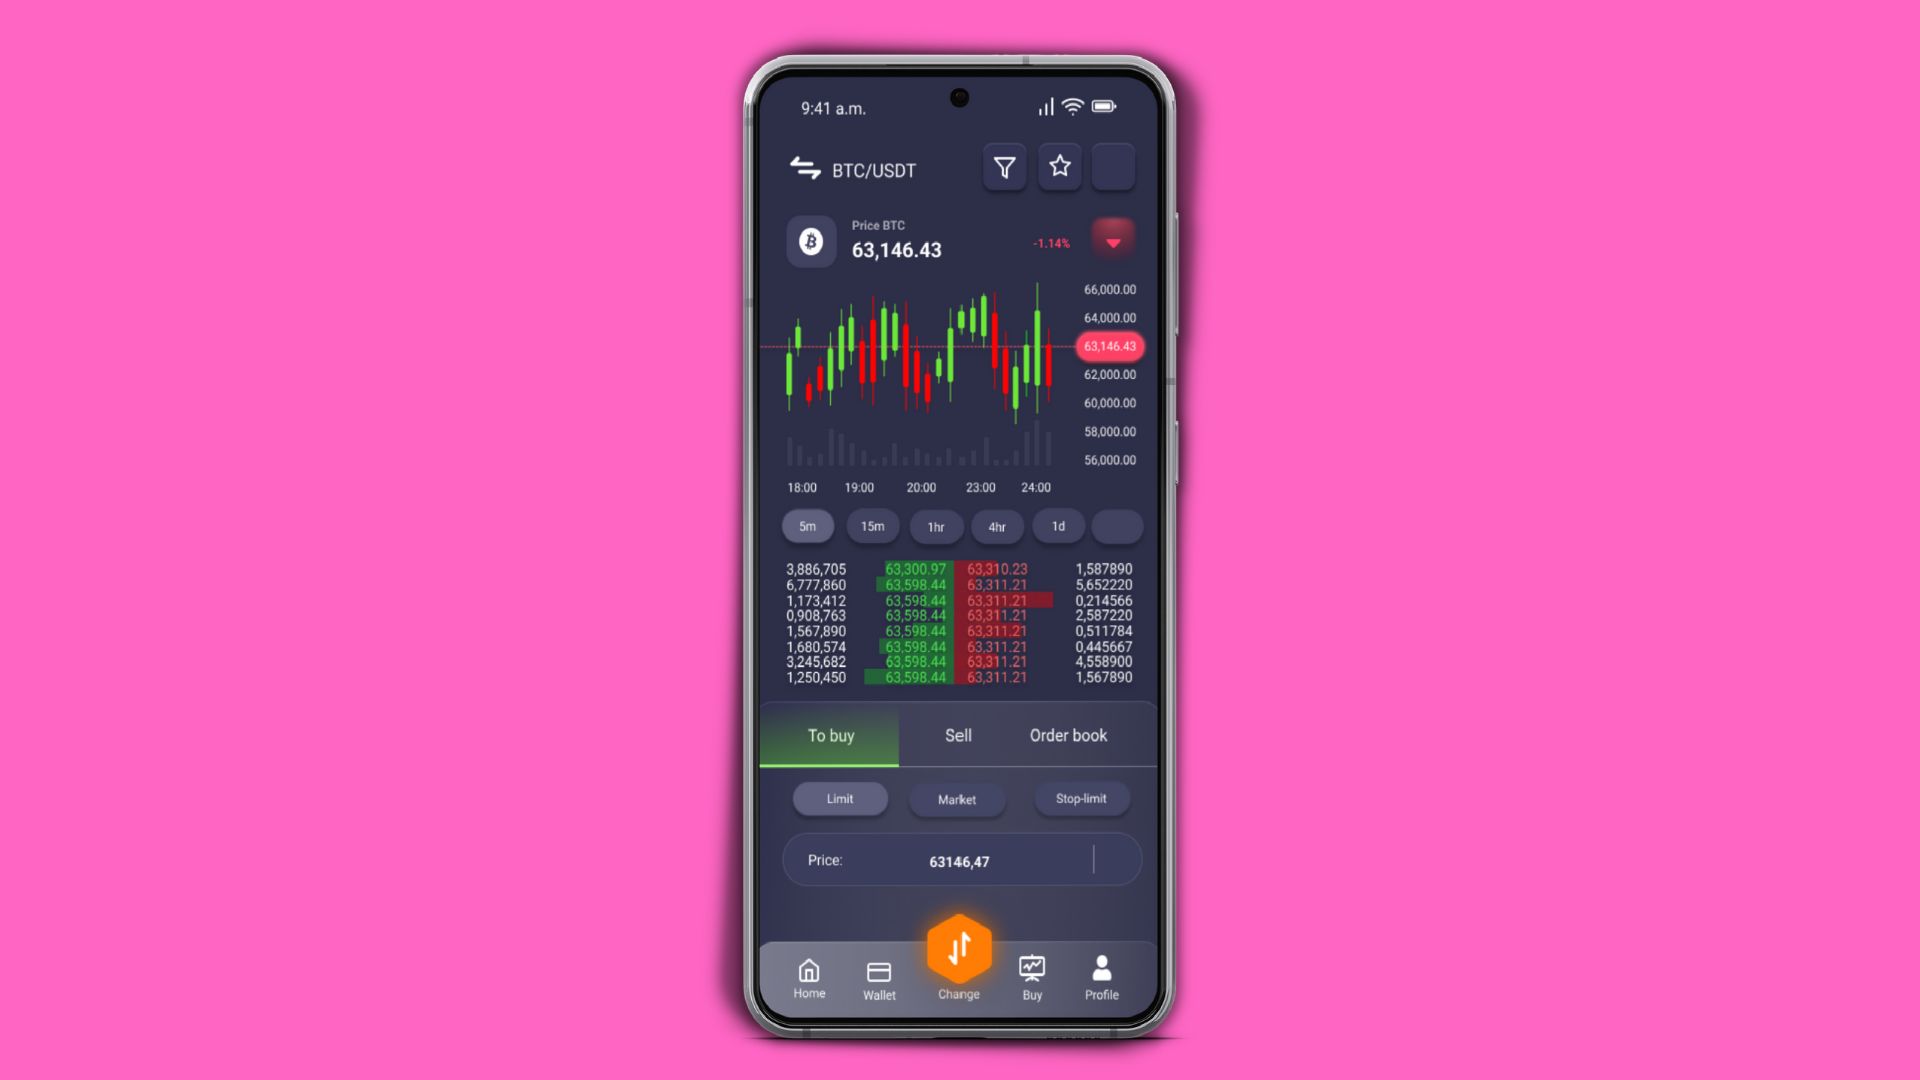 9:41 a.m.
BTC/USDT
Price BTC
63,146.43
-1.14%
66,000.00
64,000.00
63,146.43
62,000.00
60,000.00
58,000.00
56,000.00
18:00 19:00 20:00 23:00 24:00
5m 15m 1hr 4hr 1d
3,886,705 63,300.97 63,310.23 1,587890
6,777,860 63,598.44 63,311.21 5,652220
1,173,412 63,598.44 63,311.21 0,214566
0,908,763 63,598.44 63,311.21 2,587220
1,567,890 63,598.44 63,311.21 0,511784
1,680,574 63,598.44 63,311.21 0,445667
3,245,682 63,598.44 63,311.21 4,558900
1,250,450 63,598.44 63,311.21 1,567890
To buy Sell Order book
Limit Market Stop-limit
Price: 63146,47
Home Wallet Change Buy Profile